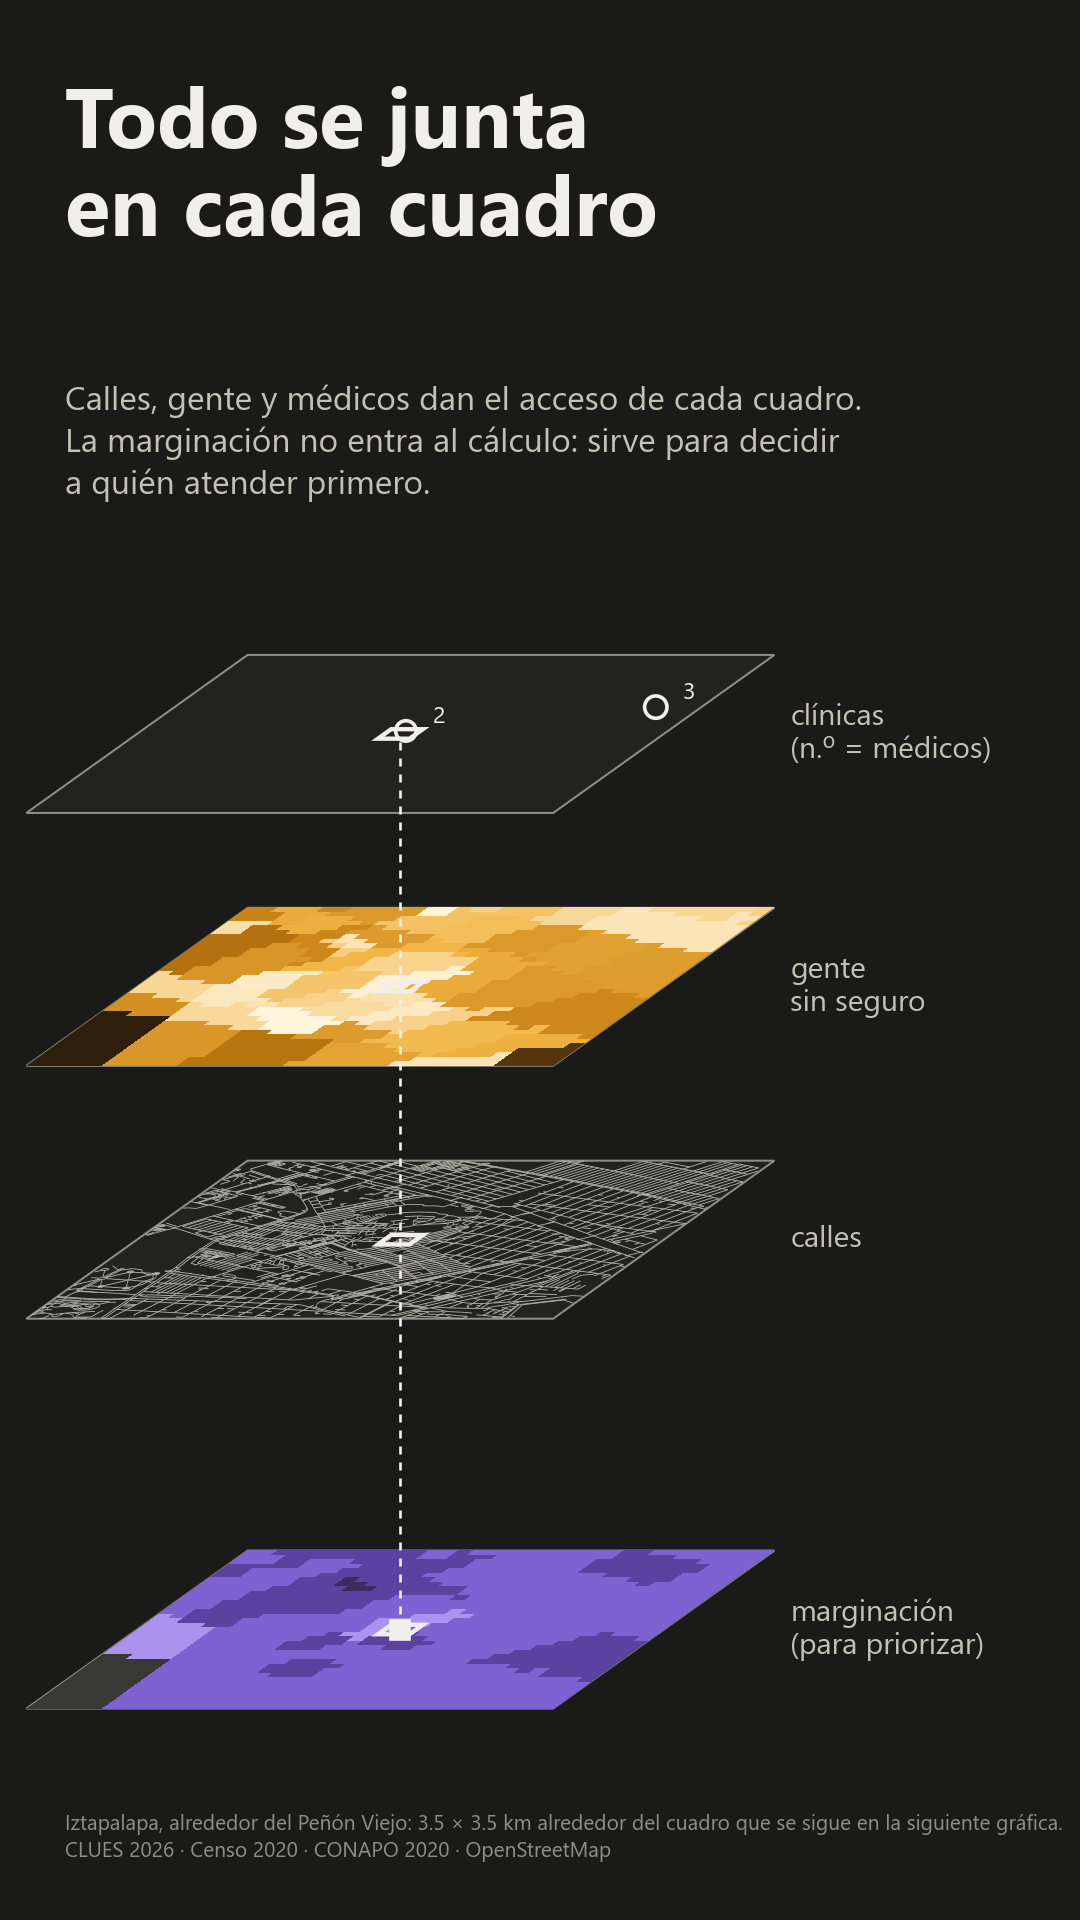 Todo se junta
en cada cuadro
Calles, gente y médicos dan el acceso de cada cuadro.
La marginación no entra al cálculo: sirve para decidir
a quién atender primero.
2
3
clínicas
(n.º = médicos)
gente
sin seguro
calles
marginación
(para priorizar)
Iztapalapa, alrededor del Peñón Viejo: 3.5 × 3.5 km alrededor del cuadro que se sigue en la siguiente gráfica.
CLUES 2026 · Censo 2020 · CONAPO 2020 · OpenStreetMap